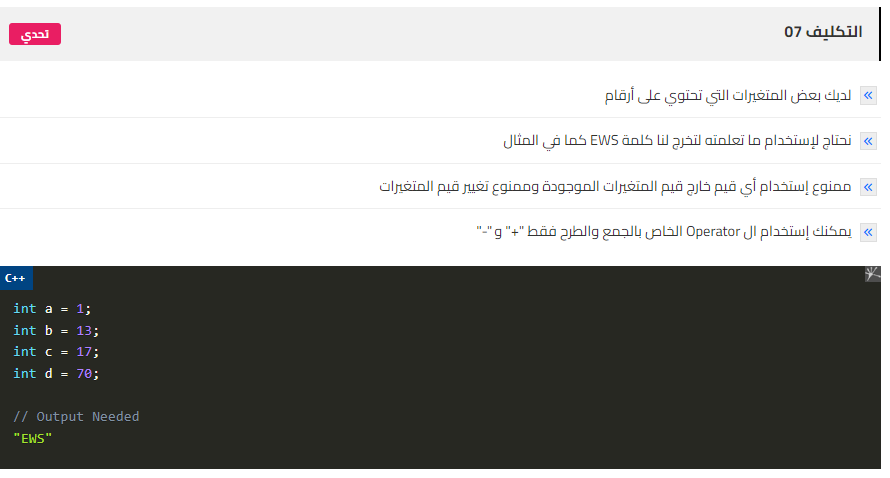 التكليف 07
تحدي
» لديك بعض المتغيرات التي تحتوي على أرقام
» نحتاج لإستخدام ما تعلمته لتخرج لنا كلمة EWS كما في المثال
» ممنوع إستخدام أي قيم خارج قيم المتغيرات الموجودة وممنوع تغيير قيم المتغيرات
» يمكنك إستخدام ال Operator الخاص بالجمع والطرح فقط "+" و "-"
C++
int a = 1;
int b = 13;
int c = 17;
int d = 70;
// Output Needed
"EWS"